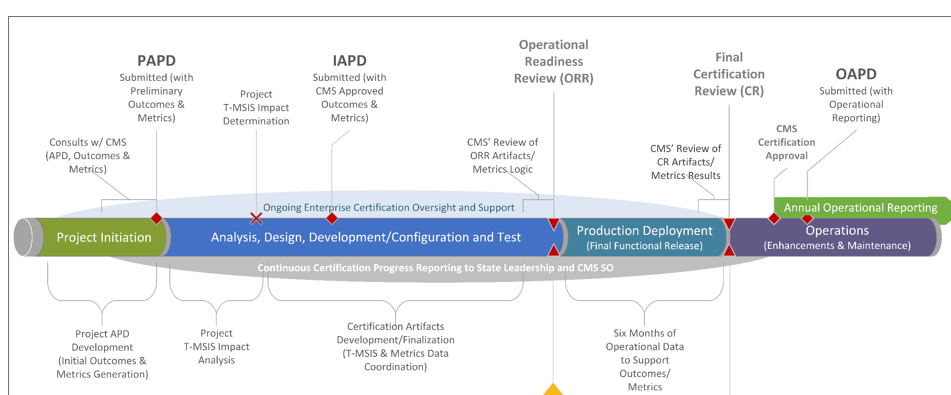 PAPD
Submitted (with
Preliminary
Outcomes &
Metrics)
Consults w/ CMS
(APD, Outcomes &
Metrics)
Project
T-MSIS Impact
Determination
IAPD
Submitted (with
CMS Approved
Outcomes &
Metrics)
Operational
Readiness
Review (ORR)
CMS' Review of
ORR Artifacts/
Metrics Logic
Final
Certification
Review (CR)
CMS' Review of
CR Artifacts/
Metrics Results
CMS
Certification
Approval
OAPD
Submitted (with
Operational
Reporting)
Ongoing Enterprise Certification Oversight and Support
Annual Operational Reporting
Project Initiation
Analysis, Design, Development/Configuration and Test
Production Deployment
(Final Functional Release)
Operations
(Enhancements & Maintenance)
Continuous Certification Progress Reporting to State Leadership and CMS SO
Project APD
Development
(Initial Outcomes &
Metrics Generation)
Project
T-MSIS Impact
Analysis
Certification Artifacts
Development/Finalization
(T-MSIS & Metrics Data
Coordination)
Six Months of
Operational Data
to Support
Outcomes/
Metrics